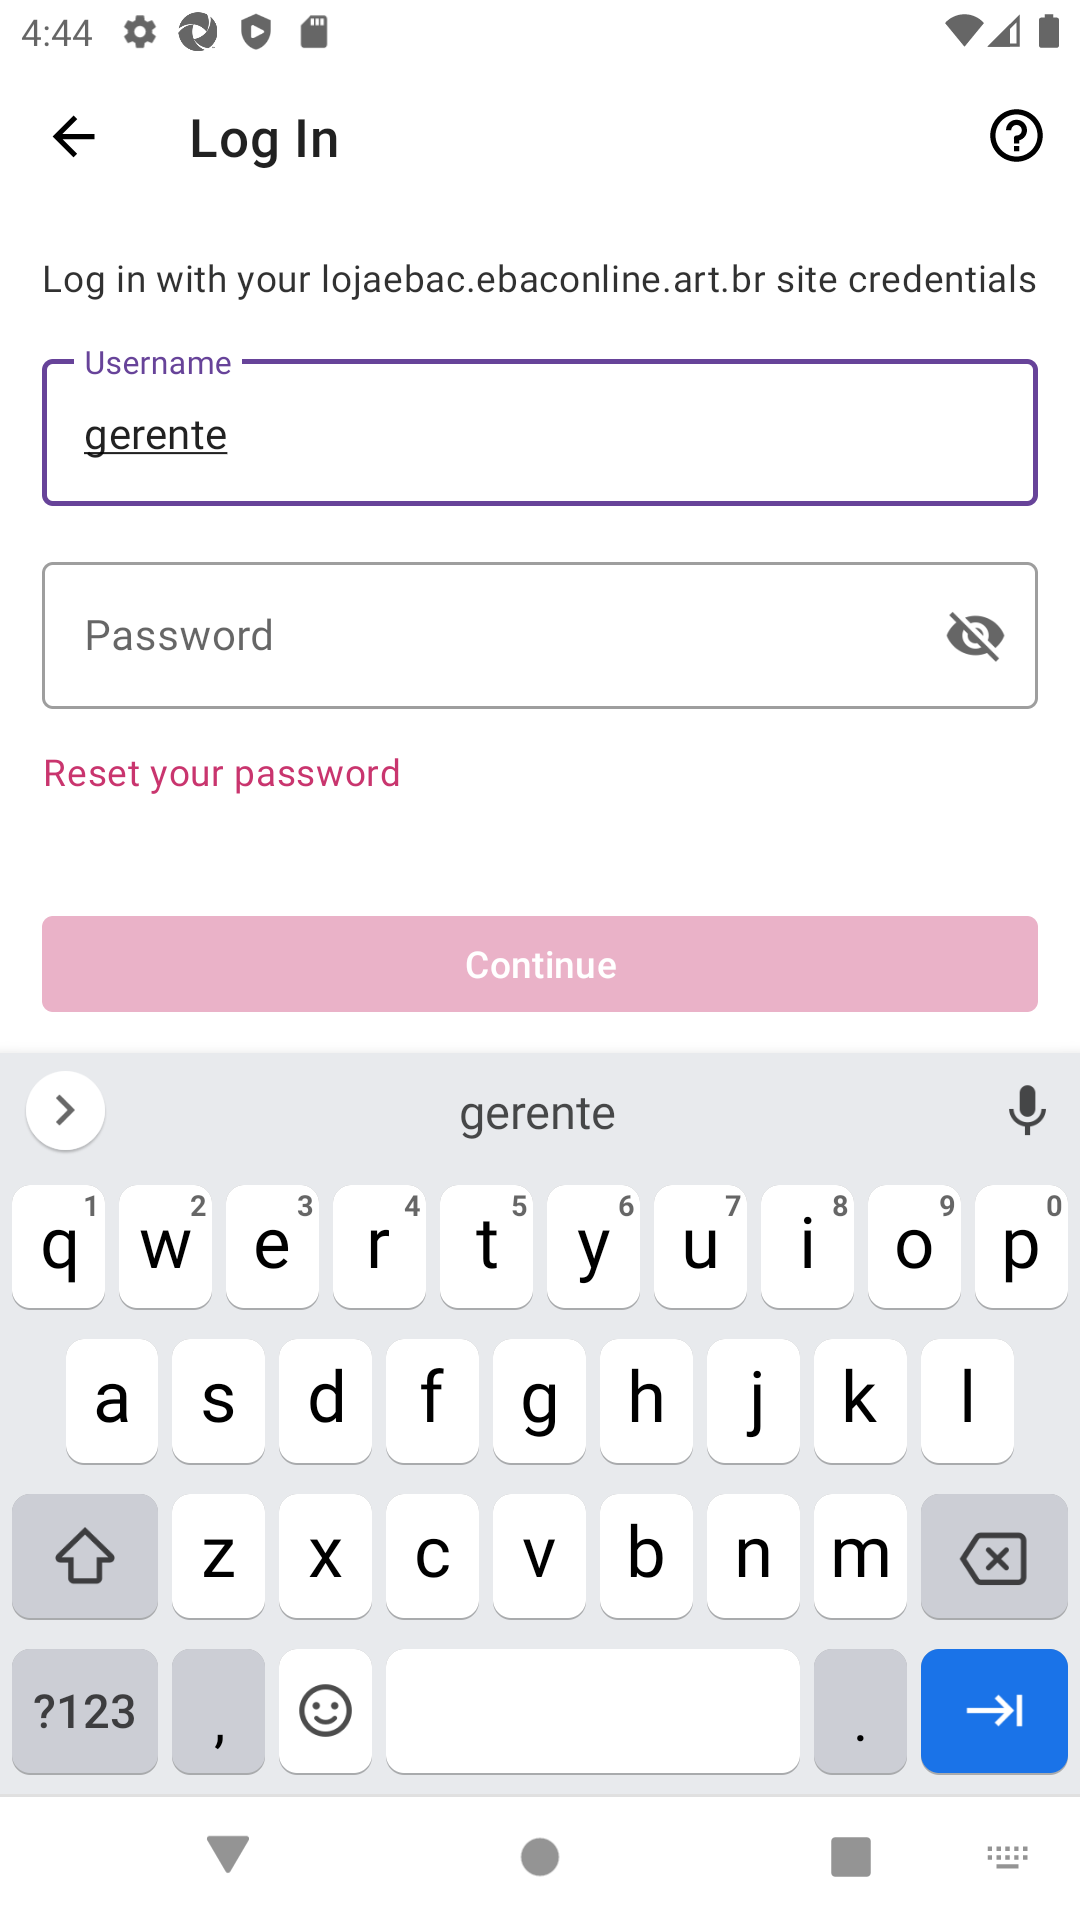 4:44
Log In
Log in with your lojaebac.ebaconline.art.br site credentials
Username
gerente
Password
Reset your password
Continue
gerente
1 2 3 4 5 6 7 8 9 0
q w e r t y u i o p
a s d f g h j k l
z x c v b n m
?123 , .